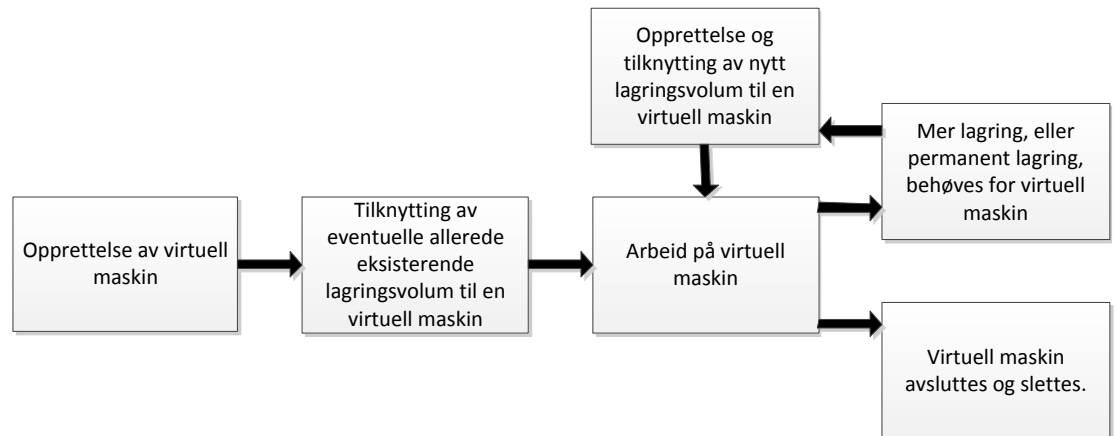 Opprettelse av virtuell
maskin
Tilknytting av
eventuelle allerede
eksisterende
lagringsvolum til en
virtuell maskin
Opprettelse og
tilknytting av nytt
lagringsvolum til en
virtuell maskin
Arbeid på virtuell
maskin
Mer lagring, eller
permanent lagring,
behøves for virtuell
maskin
Virtuell maskin
avsluttes og slettes.